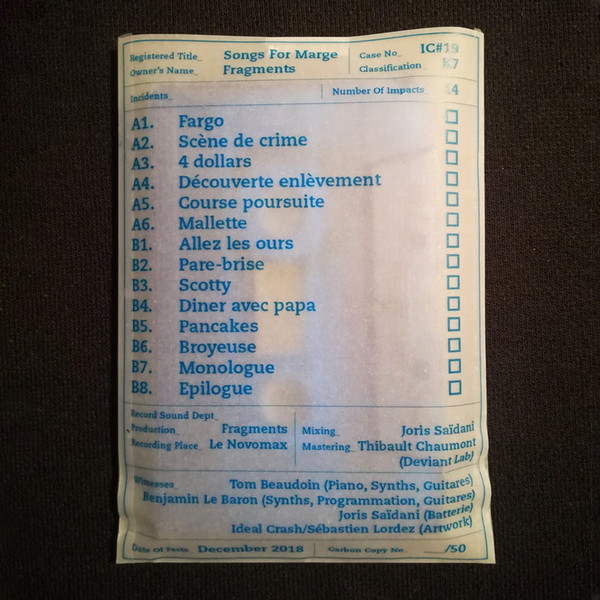 Registered Title_ Songs For Marge Case No_ IC#19
Owner's Name_ Fragments Classification_ K7
Incidents_ Number Of Impacts 14
A1. Fargo
A2. Scène de crime
A3. 4 dollars
A4. Découverte enlèvement
A5. Course poursuite
A6. Mallette
B1. Allez les ours
B2. Pare-brise
B3. Scotty
B4. Diner avec papa
B5. Pancakes
B6. Broyeuse
B7. Monologue
B8. Epilogue
Record Sound Dept_
Production_ Fragments Mixing_ Joris Saïdani
Recording Place_ Le Novomax Mastering_ Thibault Chaumont
(Deviant Lab)
Witnesses_ Tom Beaudoin (Piano, Synths, Guitares)
Benjamin Le Baron (Synths, Programmation, Guitares)
Joris Saïdani (Batterie)
Ideal Crash/Sébastien Lordez (Artwork)
Date Of Facts December 2018 Carbon Copy No_ ___/50